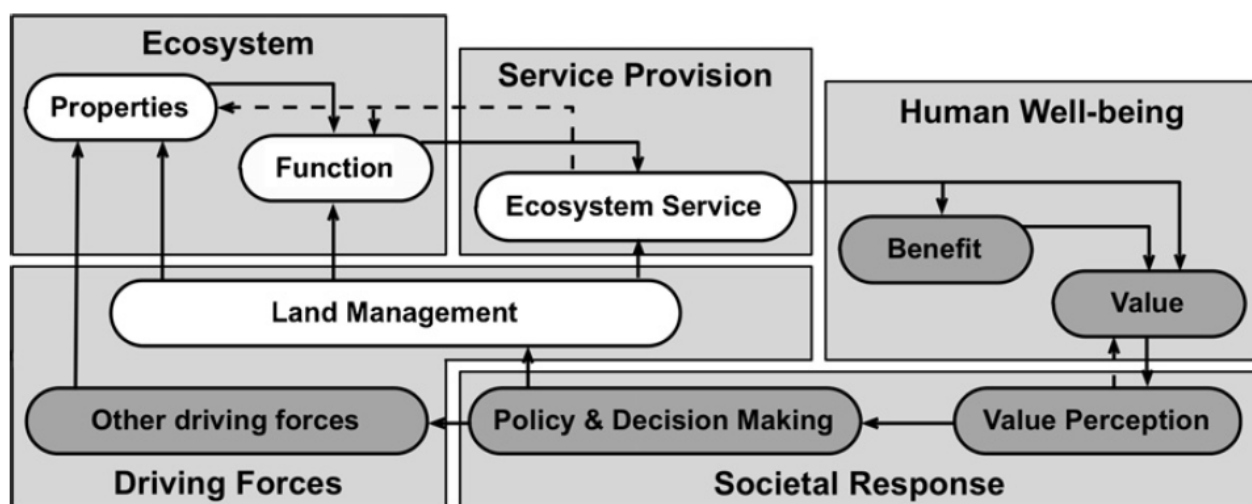 Ecosystem
Properties
Function
Service Provision
Ecosystem Service
Human Well-being
Benefit
Value
Land Management
Other driving forces
Driving Forces
Policy & Decision Making
Value Perception
Societal Response